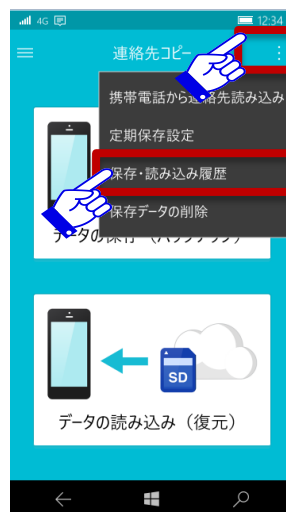 4G
12:34
連絡先コピー
携帯電話から連絡先読み込み
定期保存設定
保存・読み込み履歴
保存データの削除
データの保存（バックアップ）
SD
データの読み込み（復元）